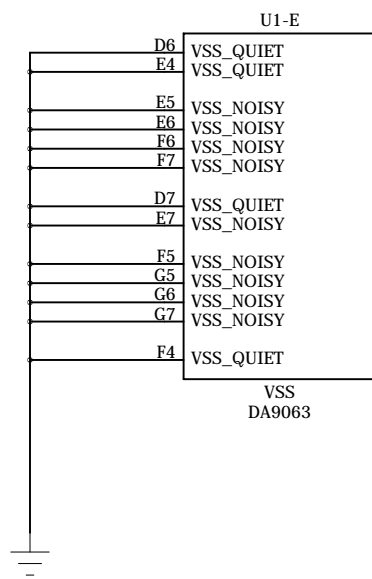 U1-E
D6 VSS_QUIET
E4 VSS_QUIET
E5 VSS_NOISY
E6 VSS_NOISY
F6 VSS_NOISY
F7 VSS_NOISY
D7 VSS_QUIET
E7 VSS_NOISY
F5 VSS_NOISY
G5 VSS_NOISY
G6 VSS_NOISY
G7 VSS_NOISY
F4 VSS_QUIET
VSS
DA9063